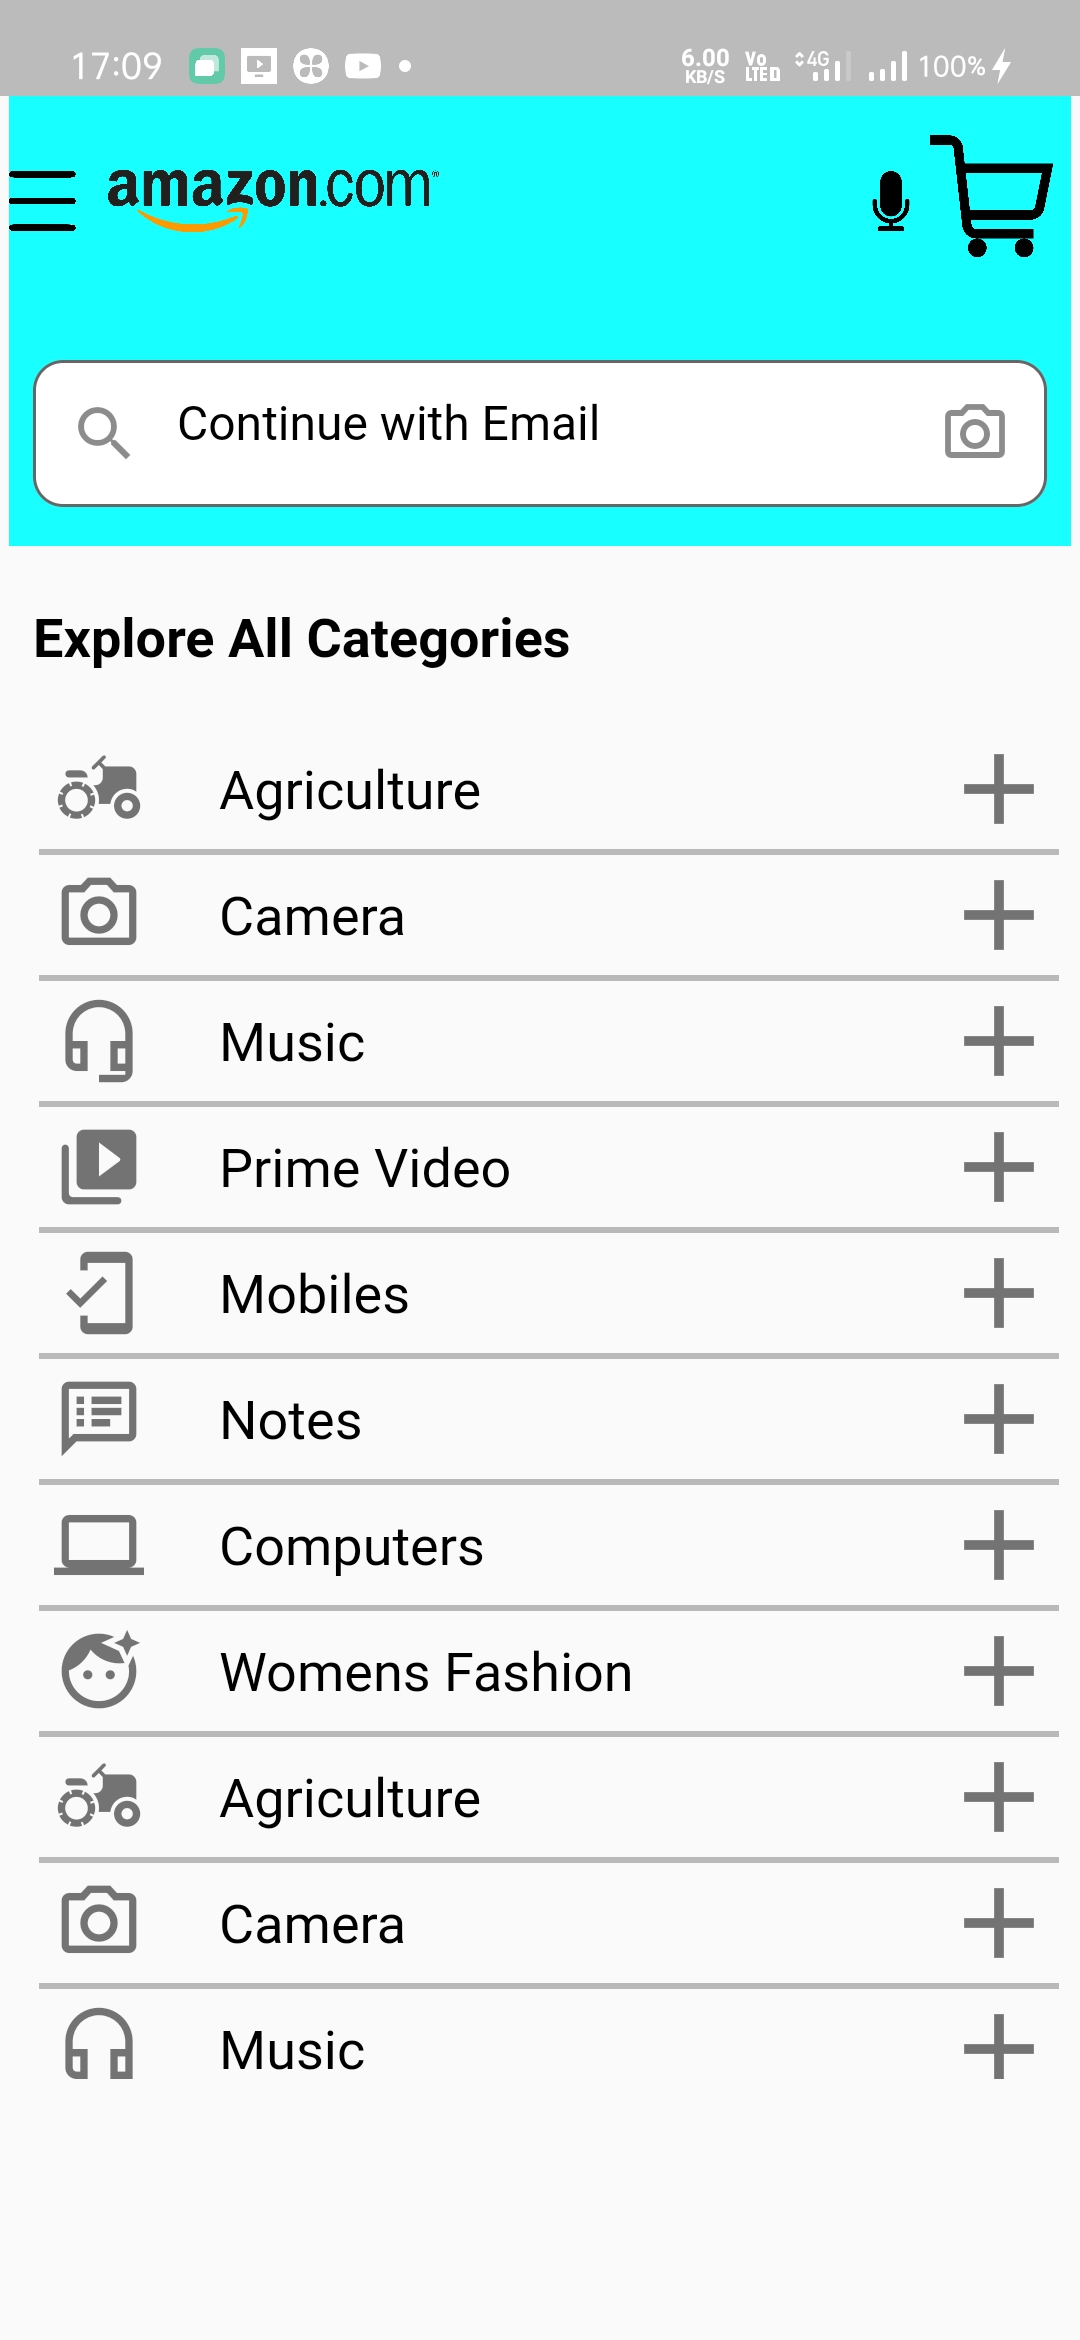 17:09 6.00 KB/S Vo LTE D 4G 100%
amazon.com
Continue with Email
Explore All Categories
Agriculture
Camera
Music
Prime Video
Mobiles
Notes
Computers
Womens Fashion
Agriculture
Camera
Music